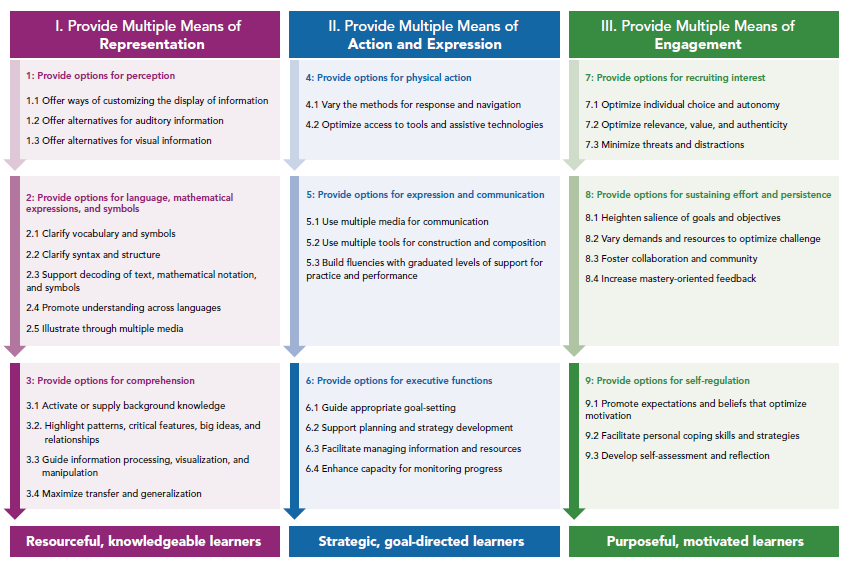 I. Provide Multiple Means of
Representation
1: Provide options for perception
1.1 Offer ways of customizing the display of information
1.2 Offer alternatives for auditory information
1.3 Offer alternatives for visual information
2: Provide options for language, mathematical
expressions, and symbols
2.1 Clarify vocabulary and symbols
2.2 Clarify syntax and structure
2.3 Support decoding of text, mathematical notation,
and symbols
2.4 Promote understanding across languages
2.5 Illustrate through multiple media
3: Provide options for comprehension
3.1 Activate or supply background knowledge
3.2. Highlight patterns, critical features, big ideas, and
relationships
3.3 Guide information processing, visualization, and
manipulation
3.4 Maximize transfer and generalization
Resourceful, knowledgeable learners
II. Provide Multiple Means of
Action and Expression
4: Provide options for physical action
4.1 Vary the methods for response and navigation
4.2 Optimize access to tools and assistive technologies
5: Provide options for expression and communication
5.1 Use multiple media for communication
5.2 Use multiple tools for construction and composition
5.3 Build fluencies with graduated levels of support for
practice and performance
6: Provide options for executive functions
6.1 Guide appropriate goal-setting
6.2 Support planning and strategy development
6.3 Facilitate managing information and resources
6.4 Enhance capacity for monitoring progress
Strategic, goal-directed learners
III. Provide Multiple Means of
Engagement
7: Provide options for recruiting interest
7.1 Optimize individual choice and autonomy
7.2 Optimize relevance, value, and authenticity
7.3 Minimize threats and distractions
8: Provide options for sustaining effort and persistence
8.1 Heighten salience of goals and objectives
8.2 Vary demands and resources to optimize challenge
8.3 Foster collaboration and community
8.4 Increase mastery-oriented feedback
9: Provide options for self-regulation
9.1 Promote expectations and beliefs that optimize
motivation
9.2 Facilitate personal coping skills and strategies
9.3 Develop self-assessment and reflection
Purposeful, motivated learners